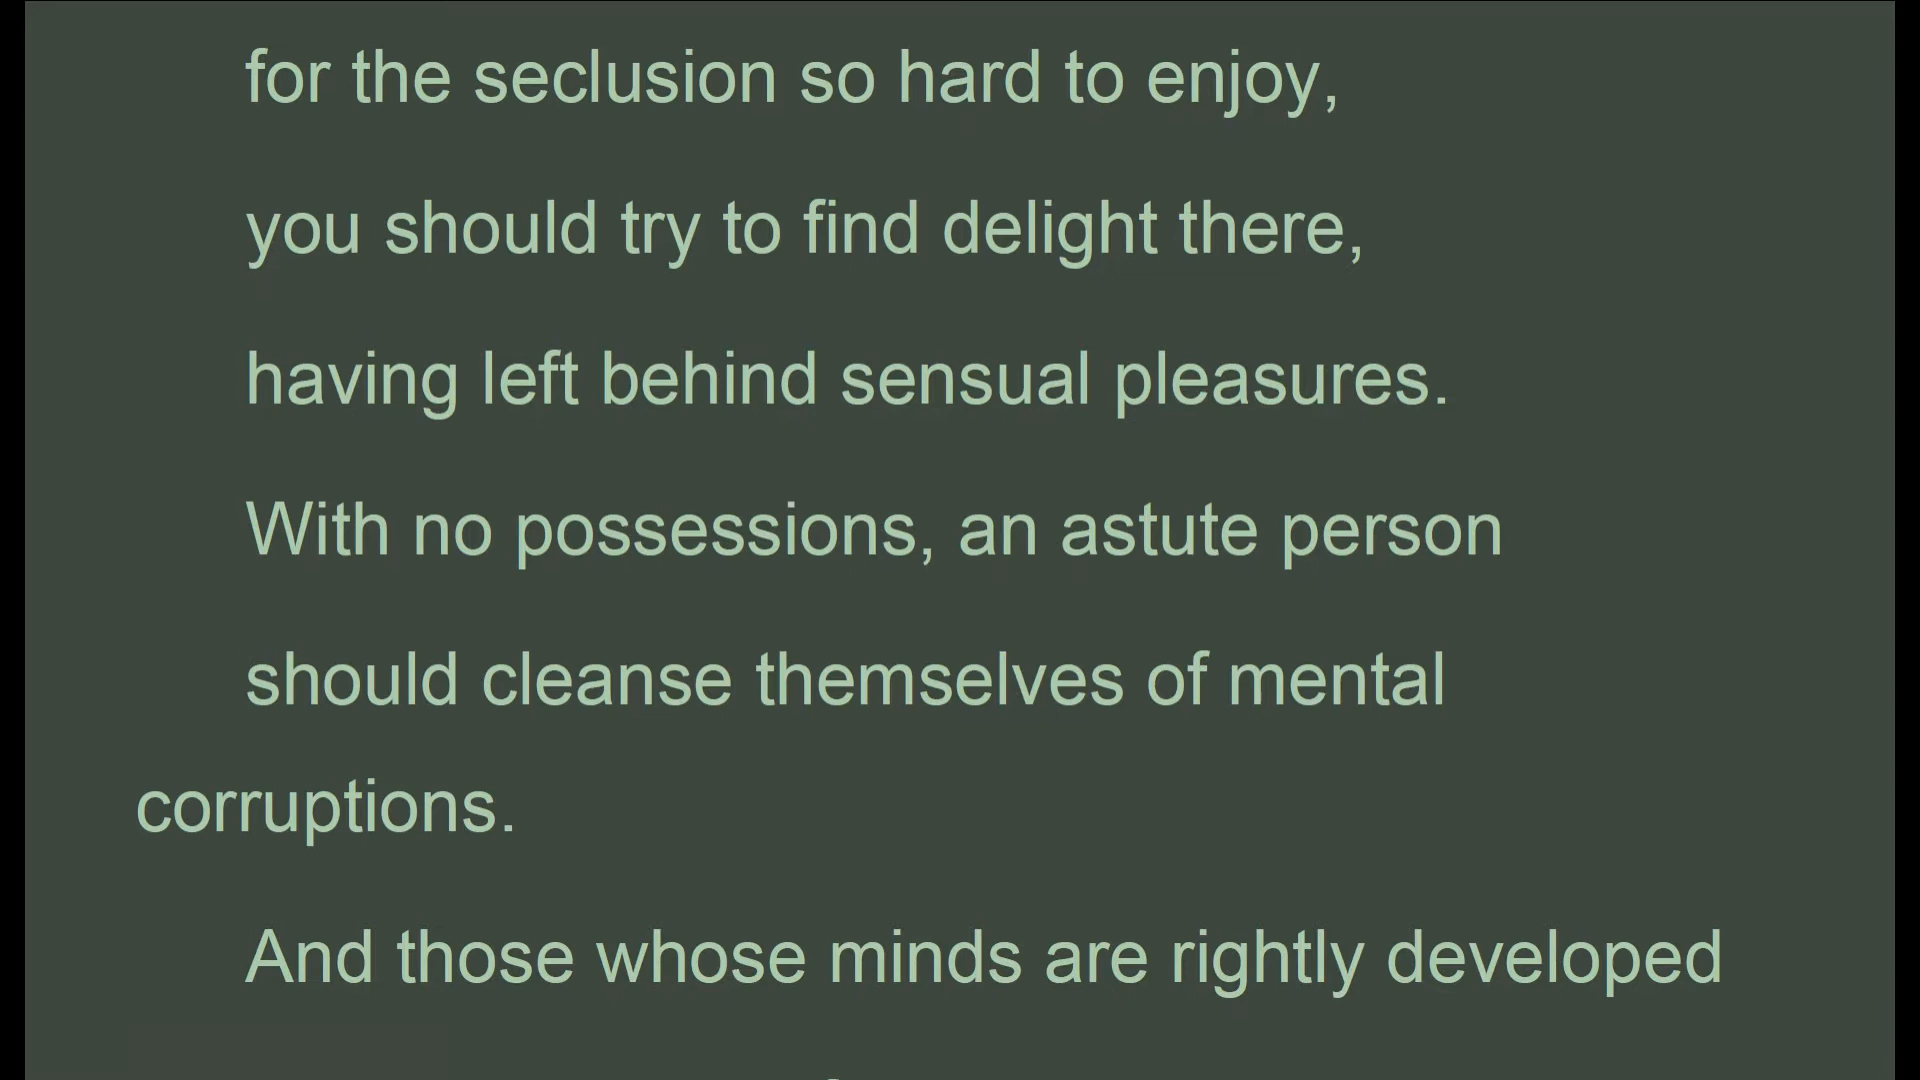 for the seclusion so hard to enjoy,
you should try to find delight there,
having left behind sensual pleasures.
With no possessions, an astute person
should cleanse themselves of mental
corruptions.
And those whose minds are rightly developed